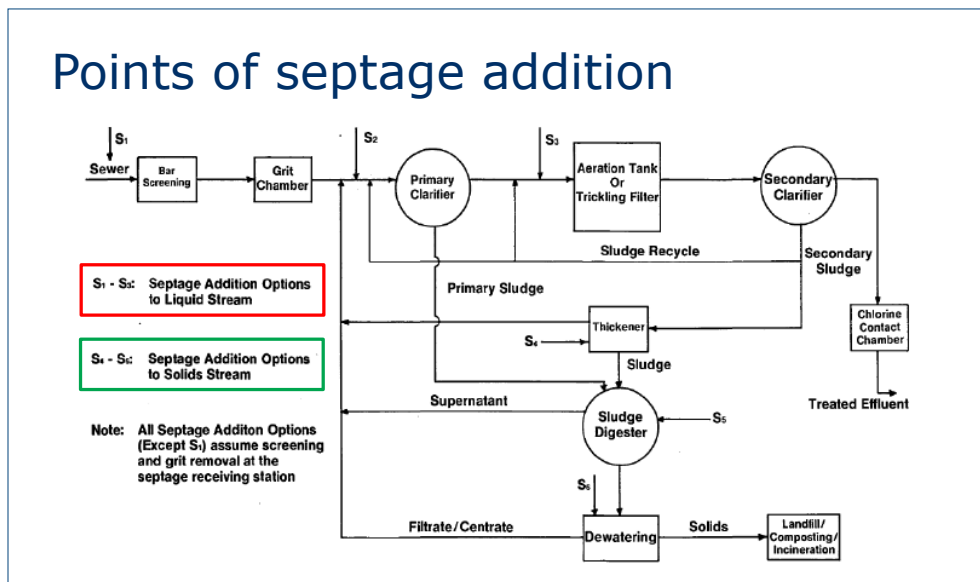 Points of septage addition
S₁
S₂
S₃
Sewer
Bar
Screening
Grit
Chamber
Primary
Clarifier
Aeration Tank
Or
Trickling Filter
Secondary
Clarifier
Sludge Recycle
Secondary
Sludge
S₁ - S₃: Septage Addition Options
to Liquid Stream
Primary Sludge
Thickener
Chlorine
Contact
Chamber
S₄
S₄ - S₆: Septage Addition Options
to Solids Stream
Sludge
Treated Effluent
Supernatant
Sludge
Digester
S₅
Note: All Septage Additon Options
(Except S₁) assume screening
and grit removal at the
septage receiving station
S₆
Filtrate/Centrate
Dewatering
Solids
Landfill/
Composting/
Incineration